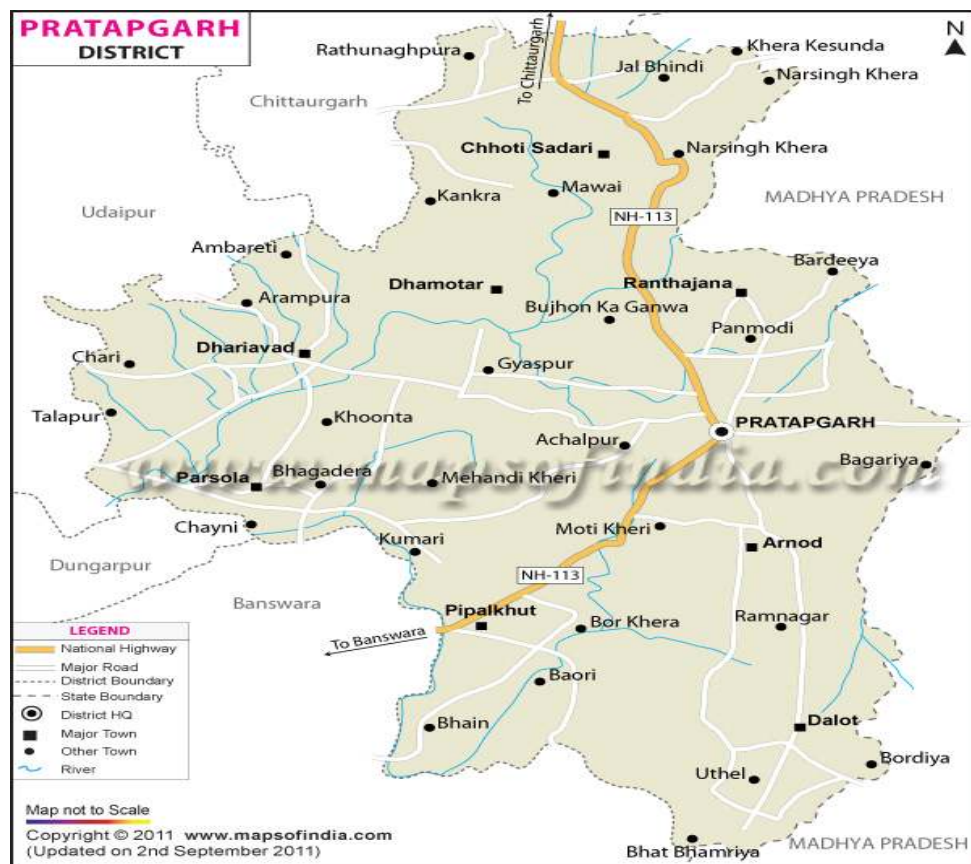 PRATAPGARH
DISTRICT
N
To Chittaurgarh
Rathunaghpura
Khera Kesunda
Jal Bhindi
Narsingh Khera
Chittaurgarh
Chhoti Sadari
Narsingh Khera
Kankra
Mawai
MADHYA PRADESH
Udaipur
NH-113
Ambareti
Bardeeya
Dhamotar
Ranthajana
Arampura
Bujhon Ka Ganwa
Panmodi
Dhariavad
Chari
Gyaspur
Talapur
Khoonta
PRATAPGARH
Achalpur
www.mapsofindia.com
Bagariya
Parsola
Bhagadera
Mehandi Kheri
Chayni
Moti Kheri
Kumari
Arnod
Dungarpur
NH-113
Banswara
Pipalkhut
Ramnagar
Bor Khera
To Banswara
Baori
Bhain
Dalot
Bordiya
Uthel
Bhat Bhamriya
MADHYA PRADESH
LEGEND
National Highway
Major Road
District Boundary
State Boundary
District HQ
Major Town
Other Town
River
Map not to Scale
Copyright © 2011 www.mapsofindia.com
(Updated on 2nd September 2011)